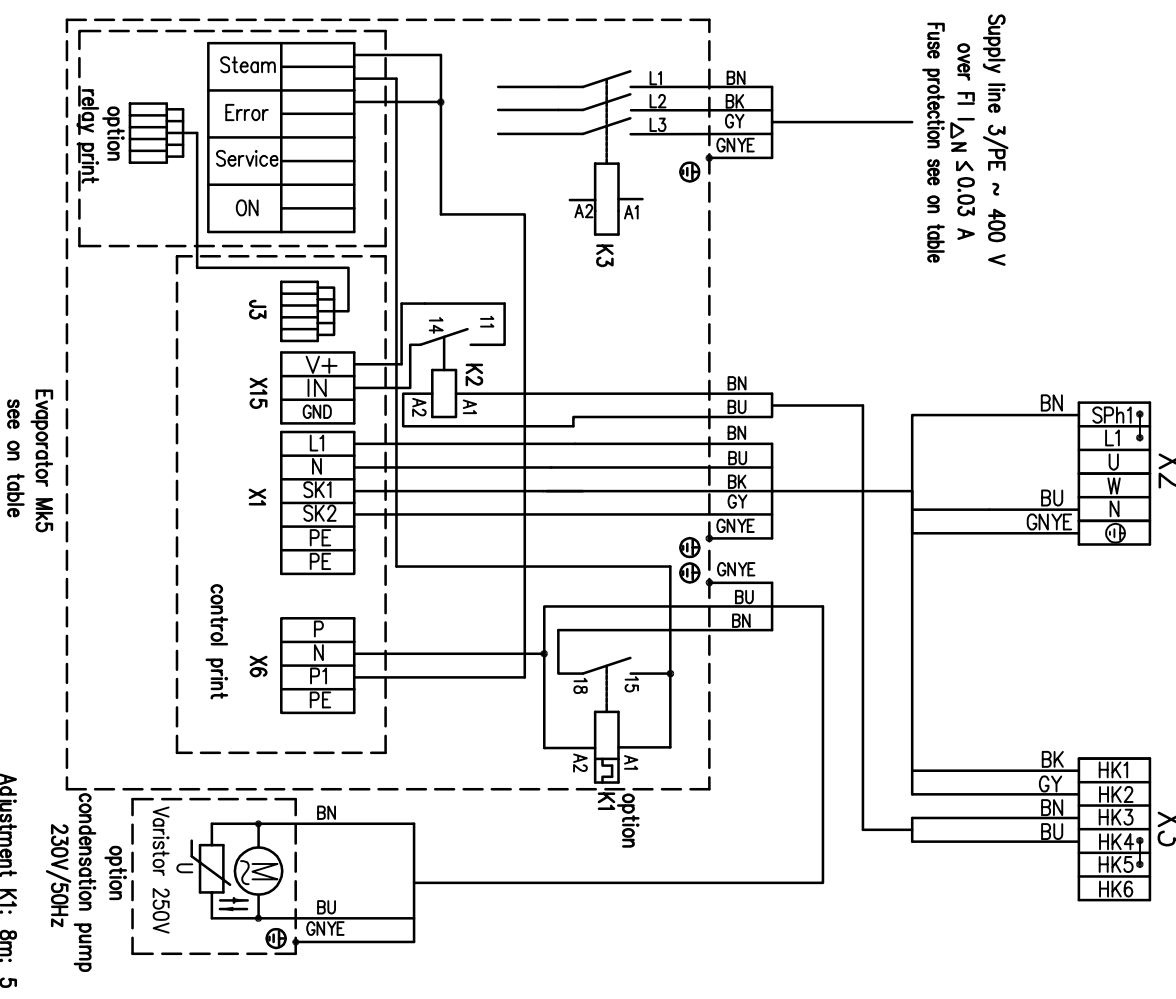 Supply line 3/PE ~ 400 V
over FI I△N ≤ 0.03 A
Fuse protection see on table
Steam
Error
Service
ON
option
relay print
L1
L2
L3
BN
BK
GY
GNYE
A2
A1
K3
J3
V+
IN
GND
X15
11
14
K2
A2
A1
BN
BU
L1
N
SK1
SK2
PE
PE
X1
BN
BU
BK
GY
GNYE
control print
P
N
P1
PE
X6
GNYE
BU
BN
18
15
A2
A1
K1
option
Evaporator Mk5
see on table
BN
BU
GNYE
SPh1
L1
U
W
N
X2
BK
GY
BN
BU
HK1
HK2
HK3
HK4
HK5
HK6
X3
BN
BU
GNYE
M
~
U
Varistor 250V
option
condensation pump
230V/50Hz
Adjustment K1: 8m: 5